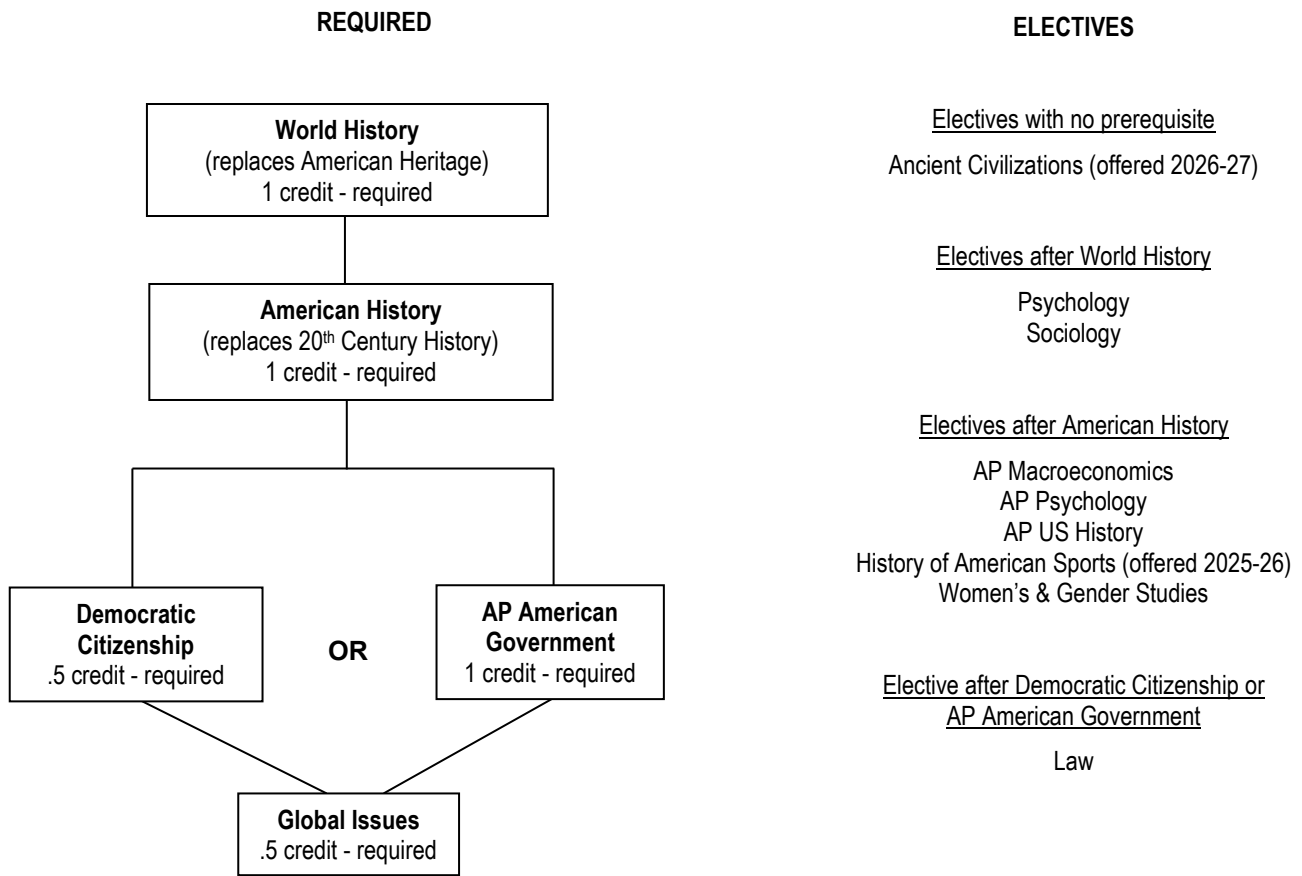 REQUIRED
World History
(replaces American Heritage)
1 credit - required
American History
(replaces 20th Century History)
1 credit - required
Democratic
Citizenship
.5 credit - required
OR
AP American
Government
1 credit - required
Global Issues
.5 credit - required
ELECTIVES
Electives with no prerequisite
Ancient Civilizations (offered 2026-27)
Electives after World History
Psychology
Sociology
Electives after American History
AP Macroeconomics
AP Psychology
AP US History
History of American Sports (offered 2025-26)
Women’s & Gender Studies
Elective after Democratic Citizenship or
AP American Government
Law